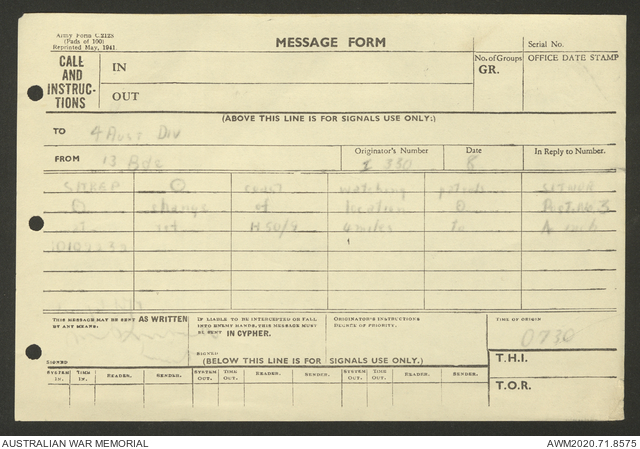 Army Form C2128
(Pads of 100)
Reprinted May, 1941
MESSAGE FORM
Serial No.
CALL AND INSTRUC-TIONS
IN
OUT
No. of Groups GR.
OFFICE DATE STAMP
(ABOVE THIS LINE IS FOR SIGNALS USE ONLY.)
TO 4 Aust Div
FROM 13 Bde
Originator's Number I 330
Date 8
In Reply to Number
SITREP O watching patrols
O change of location O
H50/9 4 miles to A
THIS MESSAGE MAY BE SENT AS WRITTEN BY ANY MEANS.
IF LIABLE TO BE INTERCEPTED OR FALL INTO ENEMY HANDS, THIS MESSAGE MUST BE SENT IN CYPHER.
ORIGINATOR'S INSTRUCTIONS DEGREE OF PRIORITY.
TIME OF ORIGIN
0730
SIGNED
SIGNED
(BELOW THIS LINE IS FOR SIGNALS USE ONLY.)
T.H.I.
T.O.R.
SYSTEM IN. TIME IN. READER. SENDER. SYSTEM OUT. TIME OUT. READER. SENDER. SYSTEM OUT. TIME OUT. READER. SENDER.
AUSTRALIAN WAR MEMORIAL
AWM2020.71.8575